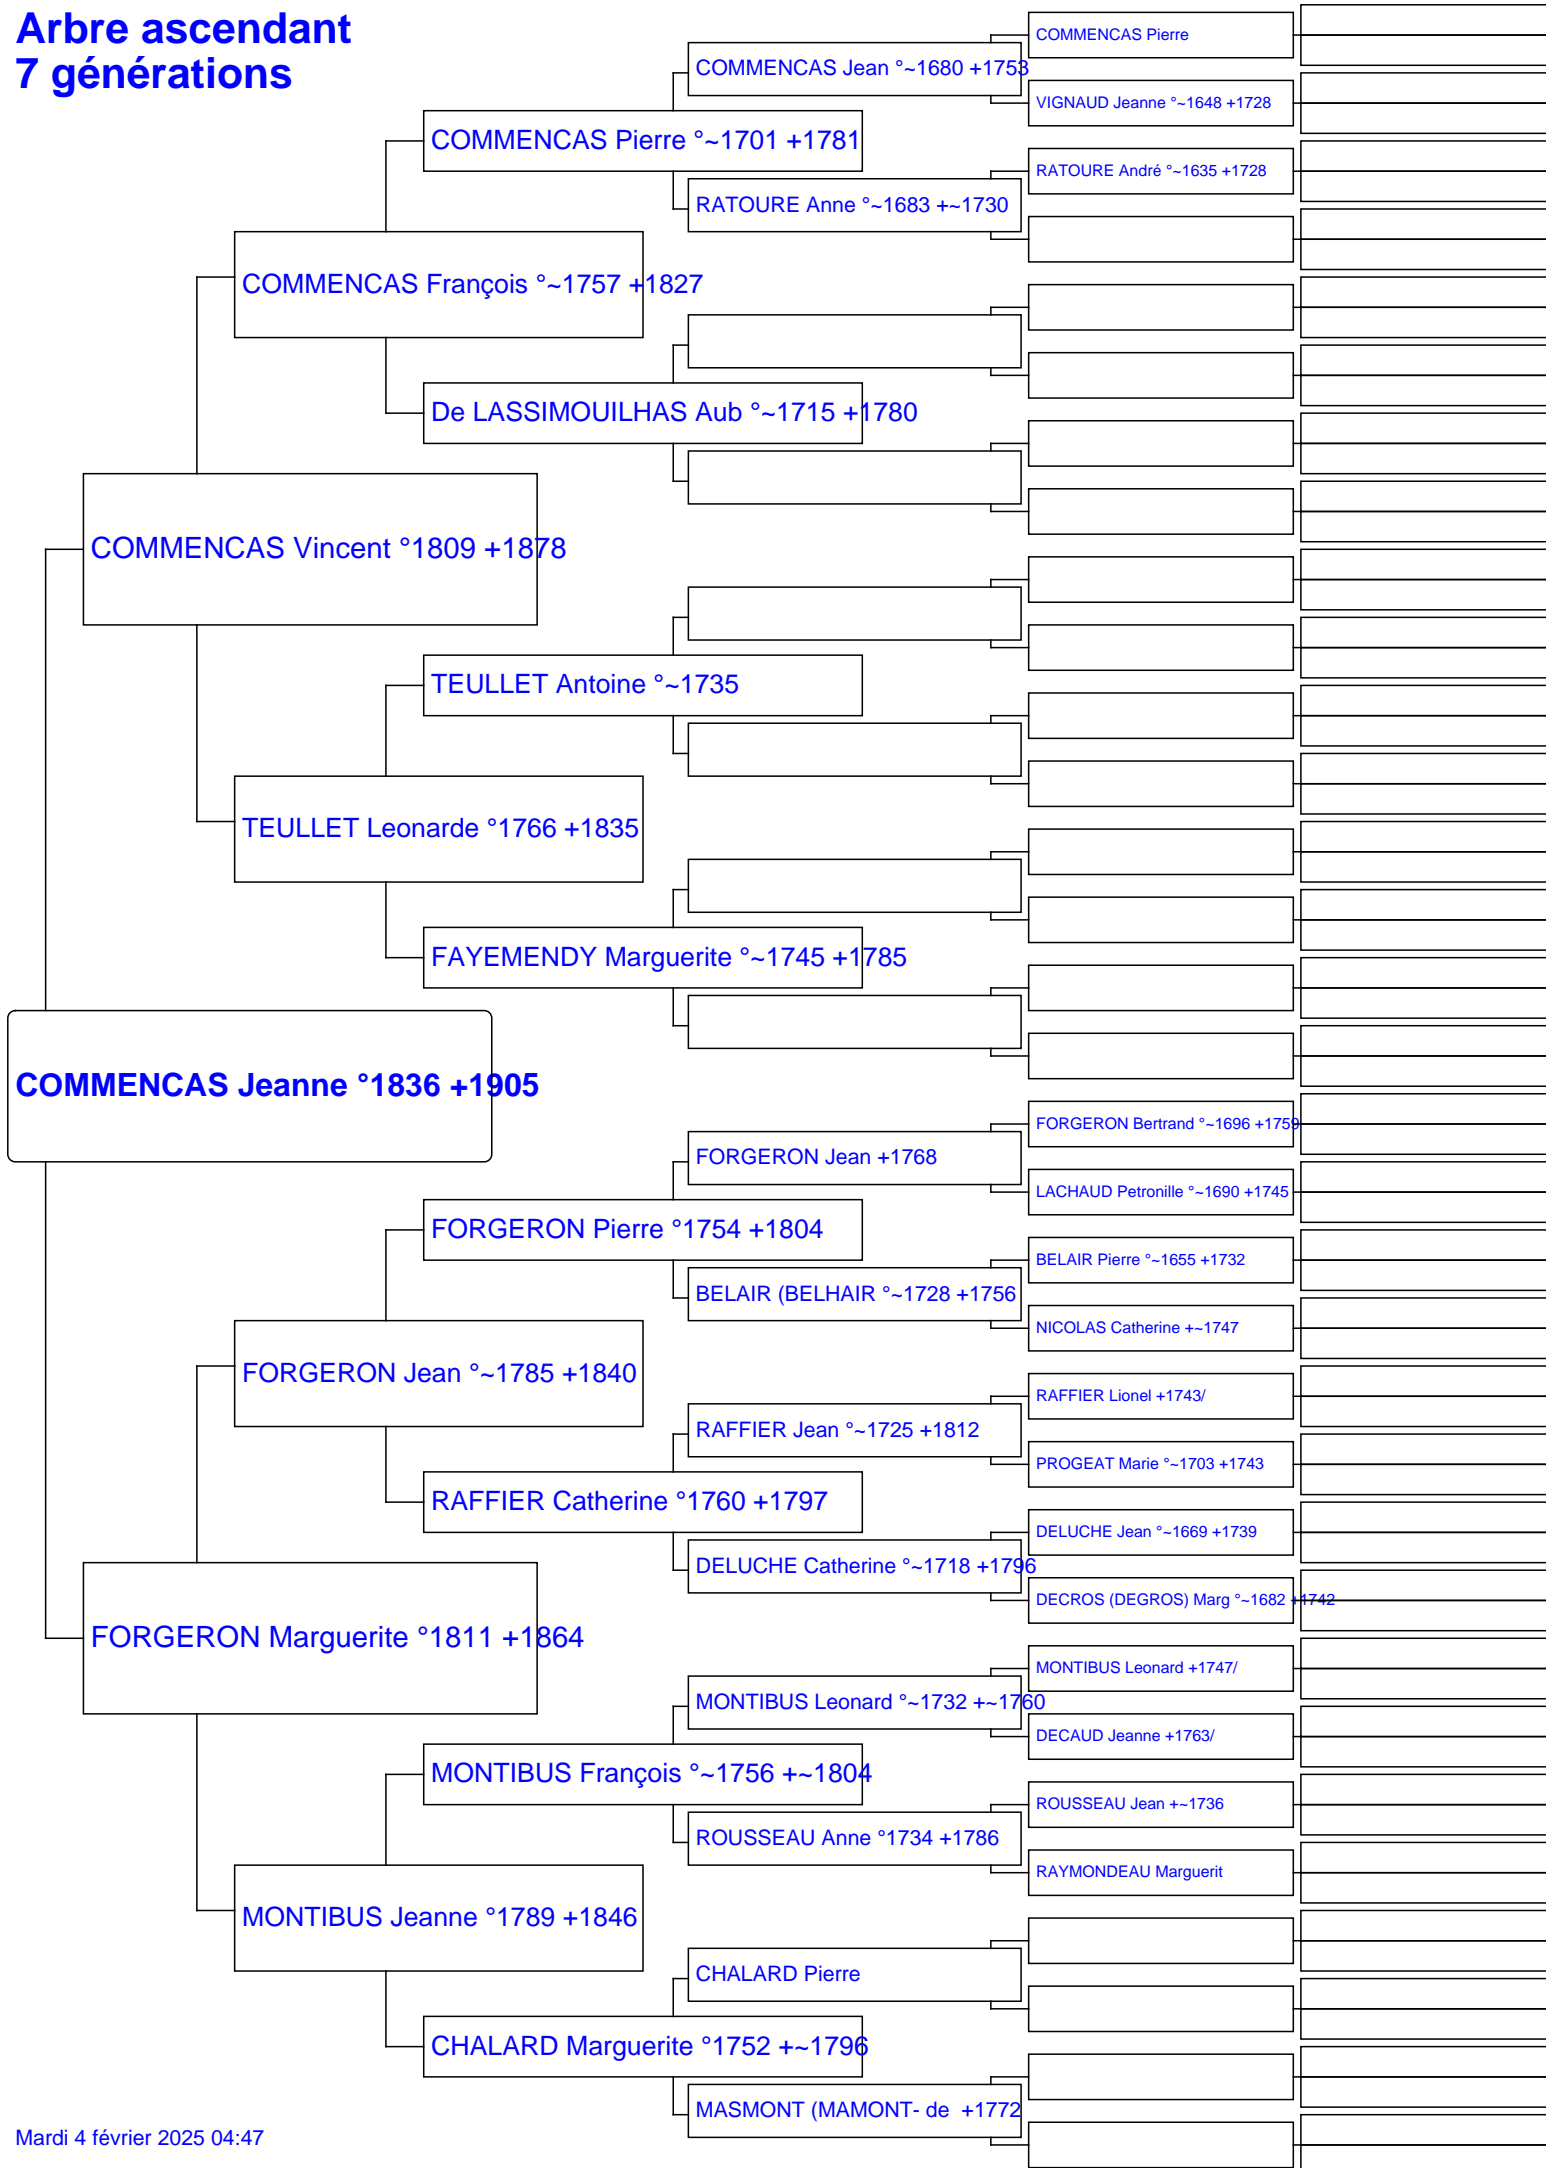 Arbre ascendant
7 générations
COMMENCAS Pierre
COMMENCAS Jean °~1680 +1753
VIGNAUD Jeanne °~1648 +1728
COMMENCAS Pierre °~1701 +1781
RATOURE André °~1635 +1728
RATOURE Anne °~1683 +~1730
COMMENCAS François °~1757 +1827
De LASSIMOUILHAS Aub °~1715 +1780
COMMENCAS Vincent °1809 +1878
TEULLET Antoine °~1735
TEULLET Leonarde °1766 +1835
FAYEMENDY Marguerite °~1745 +1785
COMMENCAS Jeanne °1836 +1905
FORGERON Bertrand °~1696 +1759
FORGERON Jean +1768
LACHAUD Petronille °~1690 +1745
FORGERON Pierre °1754 +1804
BELAIR Pierre °~1655 +1732
BELAIR (BELHAIR °~1728 +1756
NICOLAS Catherine +~1747
FORGERON Jean °~1785 +1840
RAFFIER Lionel +1743/
RAFFIER Jean °~1725 +1812
PROGEAT Marie °~1703 +1743
RAFFIER Catherine °1760 +1797
DELUCHE Jean °~1669 +1739
DELUCHE Catherine °~1718 +1796
DECROS (DEGROS) Marg °~1682 +1742
FORGERON Marguerite °1811 +1864
MONTIBUS Leonard +1747/
MONTIBUS Leonard °~1732 +~1760
DECAUD Jeanne +1763/
MONTIBUS François °~1756 +~1804
ROUSSEAU Jean +~1736
ROUSSEAU Anne °1734 +1786
RAYMONDEAU Marguerit
MONTIBUS Jeanne °1789 +1846
CHALARD Pierre
CHALARD Marguerite °1752 +~1796
MASMONT (MAMONT- de  +1772
Mardi 4 février 2025 04:47